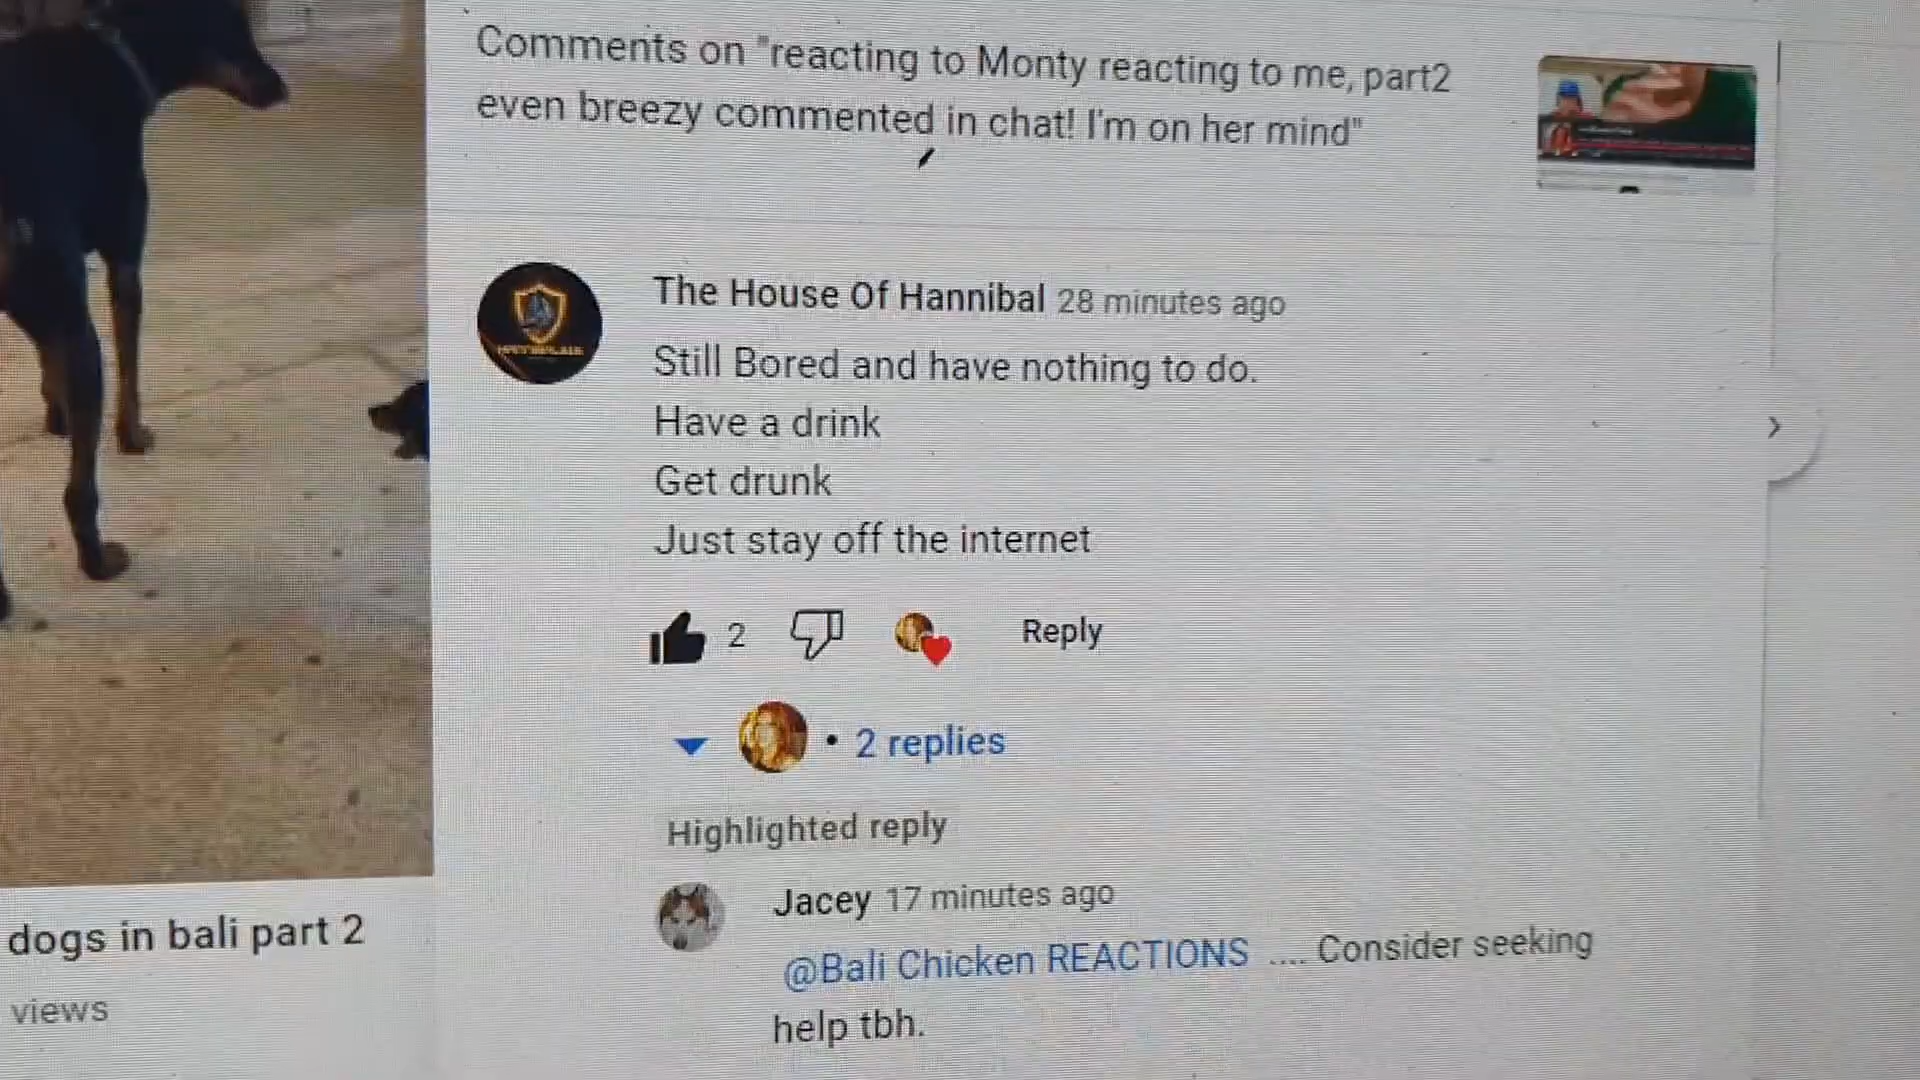 Comments on "reacting to Monty reacting to me, part2
even breezy commented in chat! I'm on her mind"
The House Of Hannibal 28 minutes ago
Still Bored and have nothing to do.
Have a drink
Get drunk
Just stay off the internet
2
Reply
2 replies
Highlighted reply
Jacey 17 minutes ago
@Bali Chicken REACTIONS .... Consider seeking
help tbh.
dogs in bali part 2
views